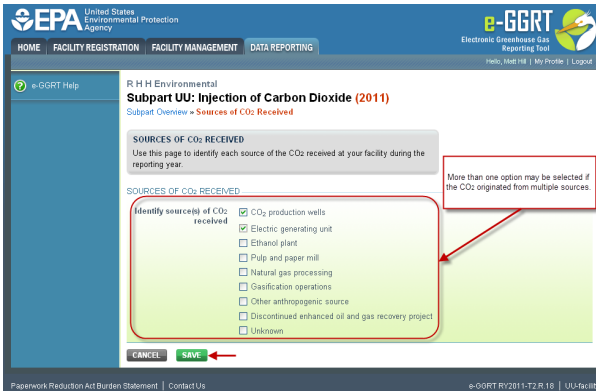 EPA United States Environmental Protection Agency
e-GGRT
Electronic Greenhouse Gas Reporting Tool
HOME FACILITY REGISTRATION FACILITY MANAGEMENT DATA REPORTING
Hello, Matt Hill | My Profile | Logout
e-GGRT Help
R H H Environmental
Subpart UU: Injection of Carbon Dioxide (2011)
Subpart Overview » Sources of CO2 Received
SOURCES OF CO2 RECEIVED
Use this page to identify each source of the CO2 received at your facility during the
reporting year.
More than one option may be selected if
the CO2 originated from multiple sources.
SOURCES OF CO2 RECEIVED
Identify source(s) of CO2 received
CO2 production wells
Electric generating unit
Ethanol plant
Pulp and paper mill
Natural gas processing
Gasification operations
Other anthropogenic source
Discontinued enhanced oil and gas recovery project
Unknown
CANCEL SAVE
Paperwork Reduction Act Burden Statement | Contact Us
e-GGRT RY2011-T2.R.18 | UU-facilit